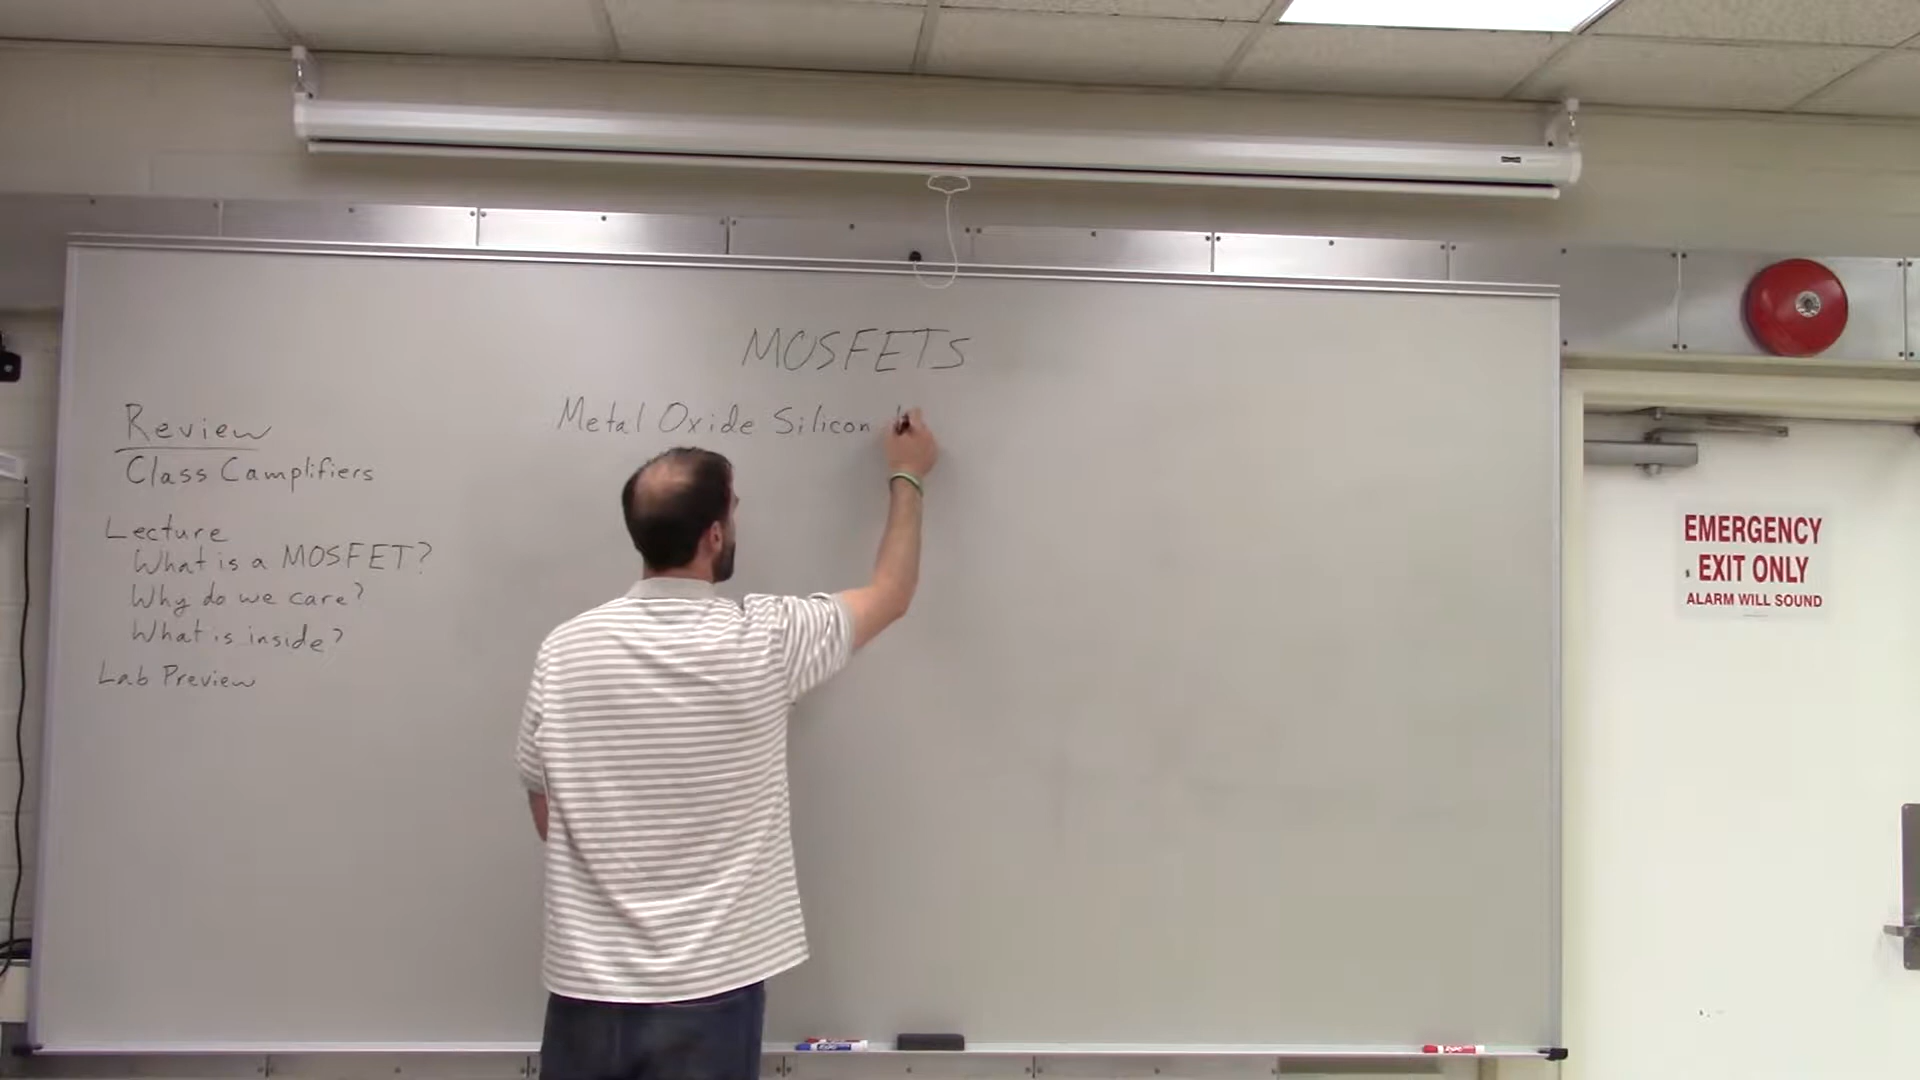 MOSFETS
Metal Oxide Silicon
Review
Class C amplifiers
Lecture
What is a MOSFET?
Why do we care?
What is inside?
Lab Preview
EMERGENCY
EXIT ONLY
ALARM WILL SOUND